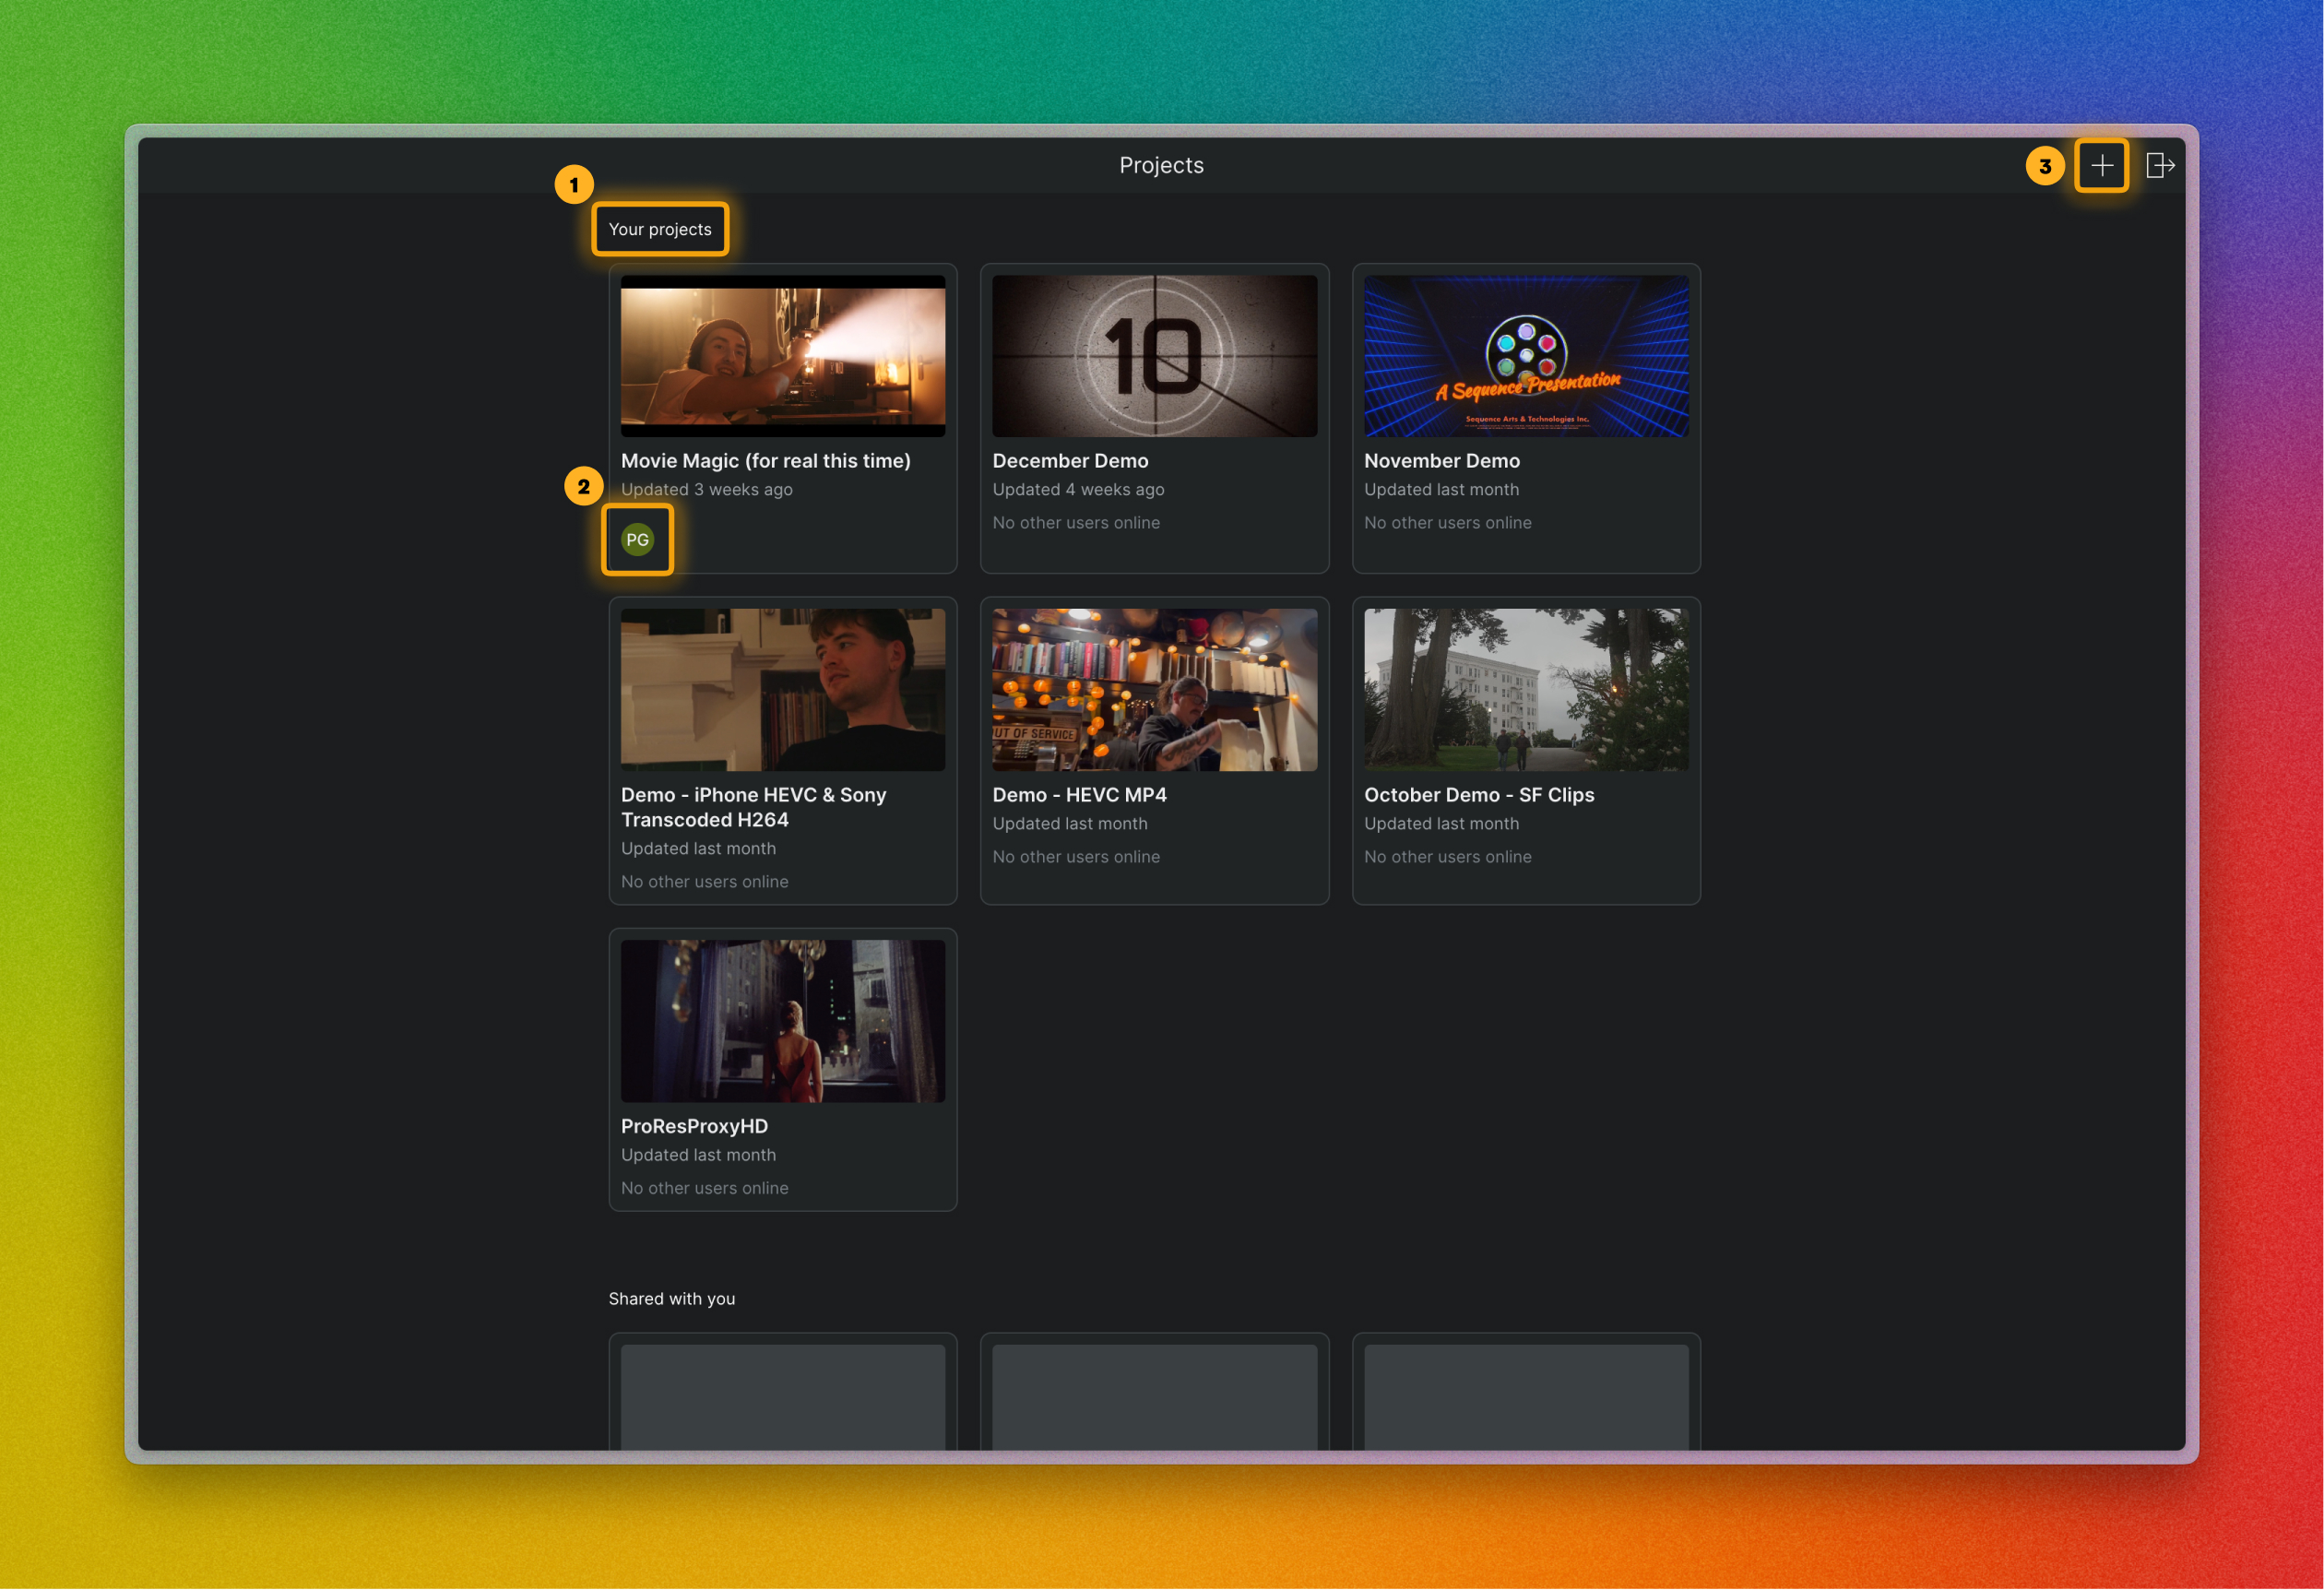 Projects
3
1
Your projects
10
A Sequence Presentation
Sequence Arts & Technologies Inc.
Movie Magic (for real this time)
Updated 3 weeks ago
2
PG
December Demo
Updated 4 weeks ago
No other users online
November Demo
Updated last month
No other users online
UT OF SERVICE
Demo - iPhone HEVC & Sony
Transcoded H264
Updated last month
No other users online
Demo - HEVC MP4
Updated last month
No other users online
October Demo - SF Clips
Updated last month
No other users online
ProResProxyHD
Updated last month
No other users online
Shared with you